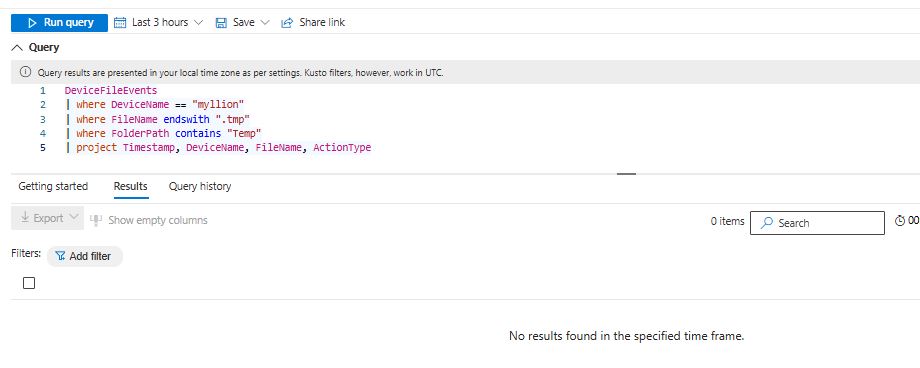 Run query Last 3 hours Save Share link
Query
Query results are presented in your local time zone as per settings. Kusto filters, however, work in UTC.
1 DeviceFileEvents
2 | where DeviceName == "myllion"
3 | where FileName endswith ".tmp"
4 | where FolderPath contains "Temp"
5 | project Timestamp, DeviceName, FileName, ActionType
Getting started Results Query history
Export Show empty columns 0 items Search 00
Filters: Add filter
No results found in the specified time frame.